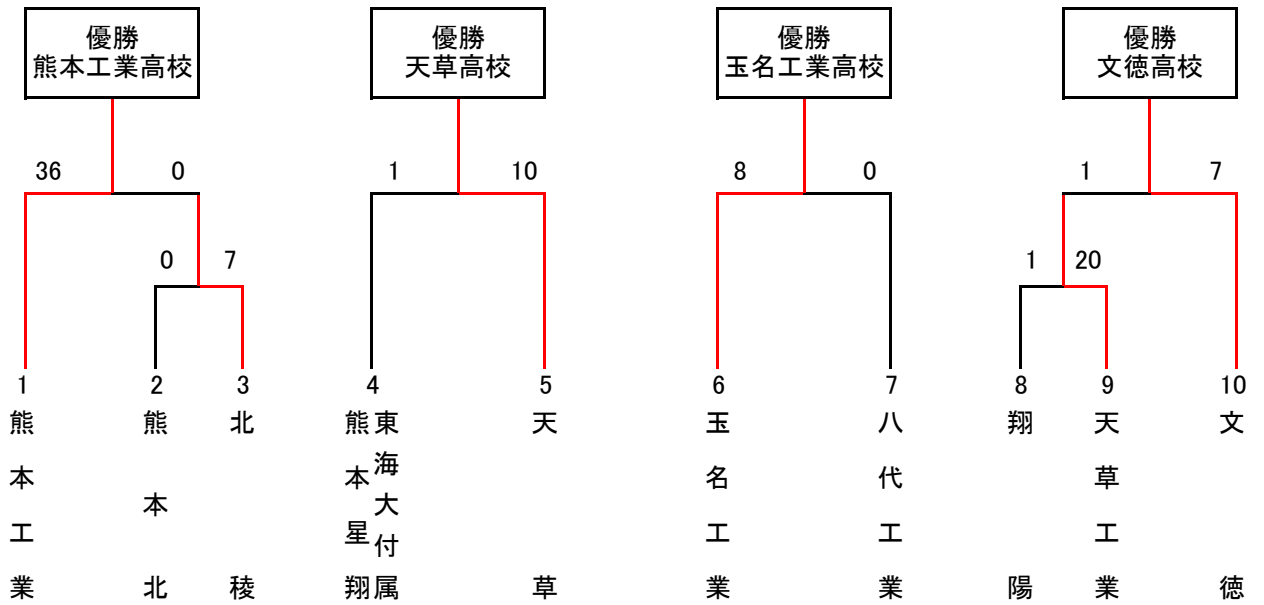 優勝
熊本工業高校
優勝
天草高校
優勝
玉名工業高校
優勝
文徳高校
36 0
1 10
8 0
1 7
0 7
1 20
1
2
3
4
5
6
7
8
9
10
熊本工業
熊本北
北稜
東海大付属
熊本星翔
天草
玉名工業
八代工業
翔陽
天草工業
文徳